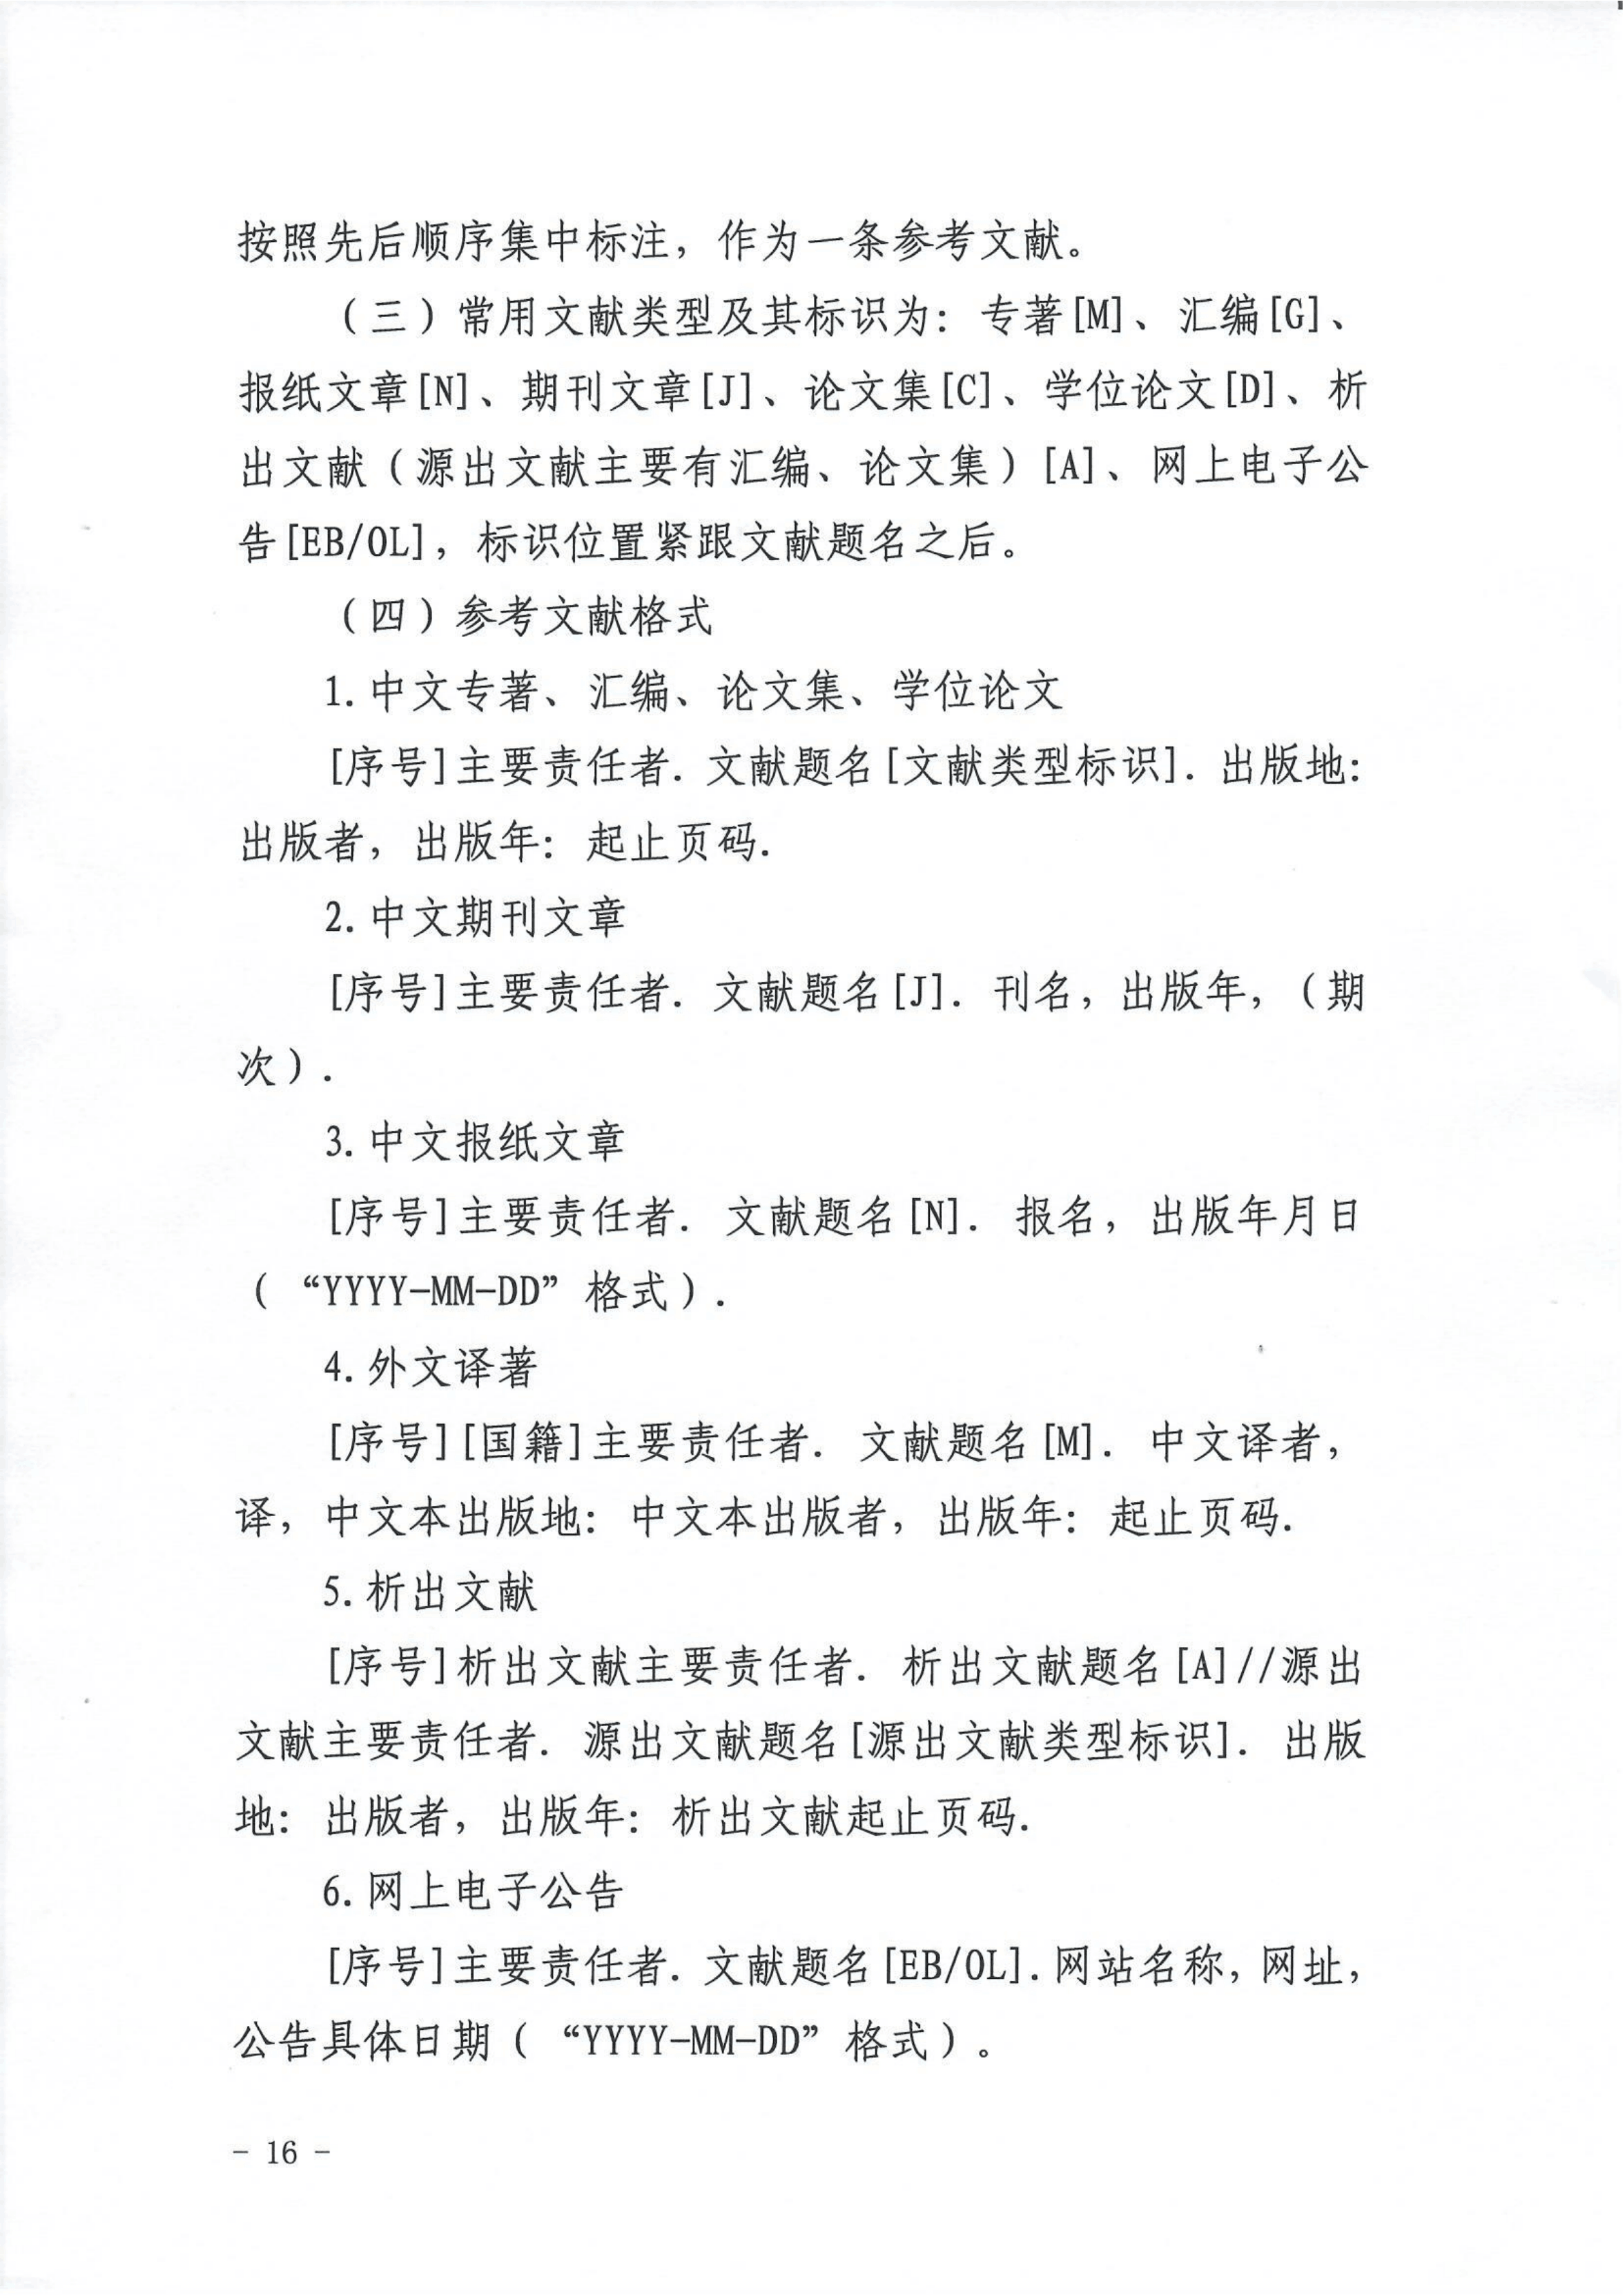 按照先后顺序集中标注，作为一条参考文献。
（三）常用文献类型及其标识为：专著[M]、汇编[G]、
报纸文章[N]、期刊文章[J]、论文集[C]、学位论文[D]、析
出文献（源出文献主要有汇编、论文集）[A]、网上电子公
告[EB/OL]，标识位置紧跟文献题名之后。
（四）参考文献格式
1.中文专著、汇编、论文集、学位论文
[序号]主要责任者. 文献题名[文献类型标识]. 出版地:
出版者，出版年: 起止页码.
2.中文期刊文章
[序号]主要责任者. 文献题名[J]. 刊名，出版年，（期
次）.
3.中文报纸文章
[序号]主要责任者. 文献题名[N]. 报名，出版年月日
（“YYYY-MM-DD”格式）.
4.外文译著
[序号][国籍]主要责任者. 文献题名[M]. 中文译者，
译，中文本出版地: 中文本出版者，出版年: 起止页码.
5.析出文献
[序号]析出文献主要责任者. 析出文献题名[A]//源出
文献主要责任者. 源出文献题名[源出文献类型标识]. 出版
地: 出版者，出版年: 析出文献起止页码.
6.网上电子公告
[序号]主要责任者. 文献题名[EB/OL].网站名称，网址，
公告具体日期（“YYYY-MM-DD”格式）。
- 16 -